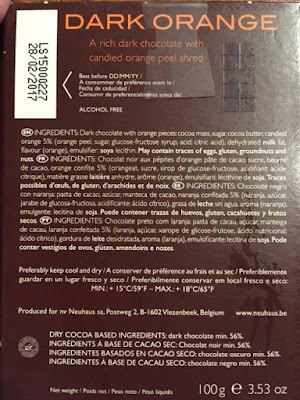 LS15000227
28/02/2017
DARK ORANGE
A rich dark chocolate with
candied orange peel shred
Best before DD/MM/YY /
A consommer de préférence avant le /
Fecha de caducidad /
Consumir de preferencialmente antes do
ALCOHOL FREE
EN INGREDIENTS: Dark chocolate with orange pieces: cocoa mass, sugar, cocoa butter, candied
orange 5% (orange peel, sugar, glucose-fructose syrup, acid: citric acid), dehydrated milk fat,
flavour (orange), emulsifier: soya lecithin. May contain traces of eggs, gluten, groundnuts and
nuts. FR INGRÉDIENTS: Chocolat noir aux pépites d'orange: pâte de cacao, sucre, beurre
de cacao, orange confite 5% (orange, sucre, sirop de glucose-fructose, acidifiant: acide
citrique), matière grasse laitière anhydre, arôme (orange), émulsifiant: lécithine de soja. Traces
possibles d'œufs, de gluten, d'arachides et de noix. ES INGREDIENTES: Chocolate negro
con naranja: pasta de cacao, azúcar, manteca de cacao, naranja confitada 5% (naranja, azúcar,
jarabe de glucosa-fructosa, acidulante: ácido cítrico), grasa de leche sin agua, aroma (naranja),
emulgente: lecitina de soja. Puede contener trazas de huevos, gluten, cacahuetes y frutos
secos. PT INGREDIENTES: Chocolate preto com laranja: pasta de cacau, açúcar, manteiga
de cacau, laranja confitada 5% (laranja, açúcar, xarope de glicose-frutose, ácido nutricional:
ácido cítrico), gordura de leite desidratada, aroma (laranja), emulsificante: lecitina de soja. Pode
conter vestígios de ovos, glúten, amendoins e nozes.
Preferably keep cool and dry / A conserver de préférence au frais et au sec / Preferiblemente
guardar en un lugar fresco y seco / Preferibilmente conservar em local fresco e seco:
MIN.: + 15°C/59°F – MAX.: + 18°C/65°F
Produced for nv Neuhaus sa, Postweg 2, B-1602 Vlezenbeek, Belgium
www.neuhaus.be
DRY COCOA BASED INGREDIENTS: dark chocolate min. 56%.
INGRÉDIENTS À BASE DE CACAO SEC: chocolat noir min. 56%.
INGREDIENTES BASADOS EN CACAO SECO: chocolate oscuro min. 56%.
INGREDIENTES À BASE DE CACAU SECO: chocolate negro min. 56%.
Net weight / Poids net / Peso neto / Peso líquido
100g e 3.53 oz